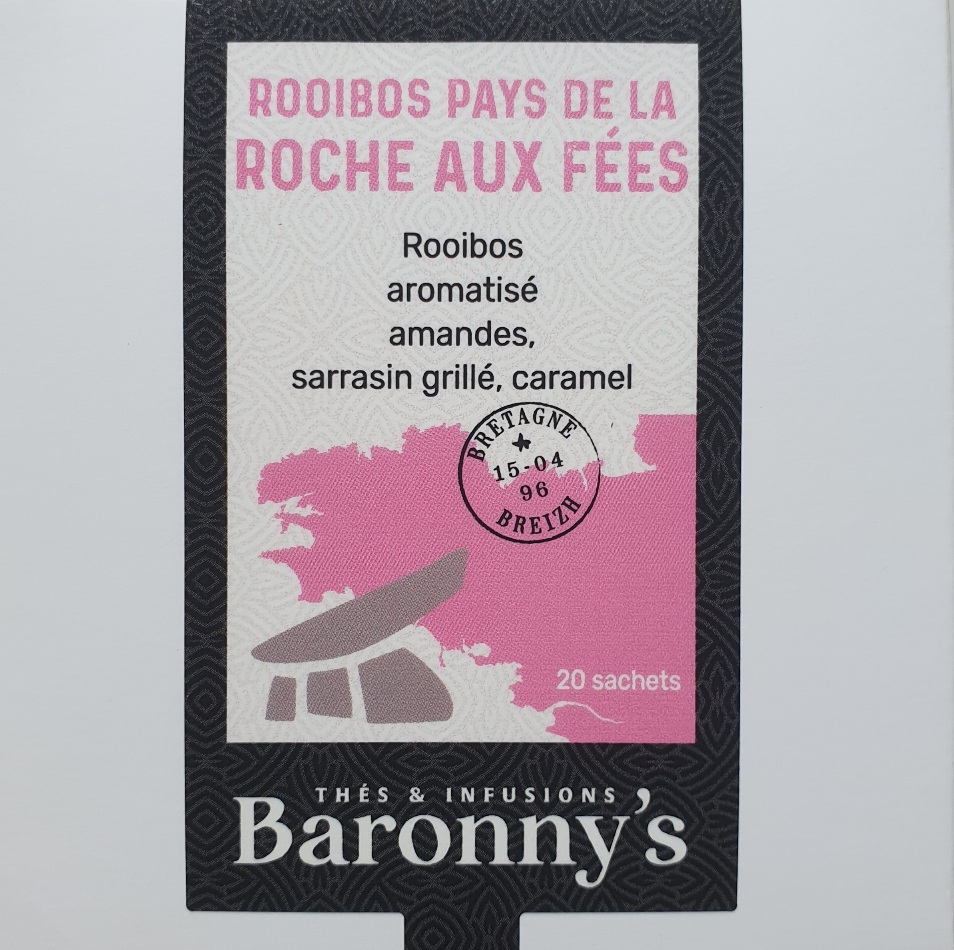 ROOIBOS PAYS DE LA
ROCHE AUX FÉES
Rooibos
aromatisé
amandes,
sarrasin grillé, caramel
BRETAGNE
15-04
96
BREIZH
20 sachets
THÉS & INFUSIONS
Baronny's